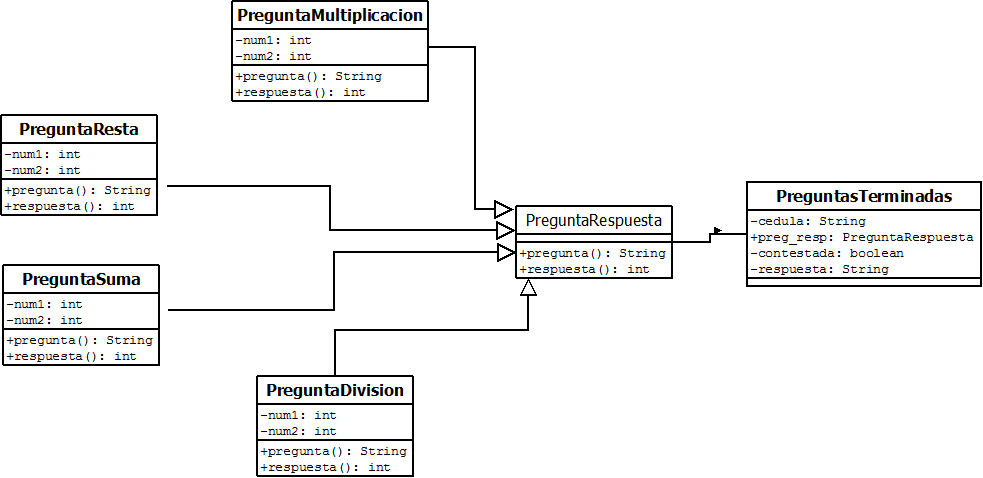 PreguntaMultiplicacion
-num1: int
-num2: int
+pregunta(): String
+respuesta(): int
PreguntaResta
-num1: int
-num2: int
+pregunta(): String
+respuesta(): int
PreguntaRespuesta
+pregunta(): String
+respuesta(): int
PreguntasTerminadas
-cedula: String
+preg_resp: PreguntaRespuesta
-contestada: boolean
-respuesta: String
PreguntaSuma
-num1: int
-num2: int
+pregunta(): String
+respuesta(): int
PreguntaDivision
-num1: int
-num2: int
+pregunta(): String
+respuesta(): int